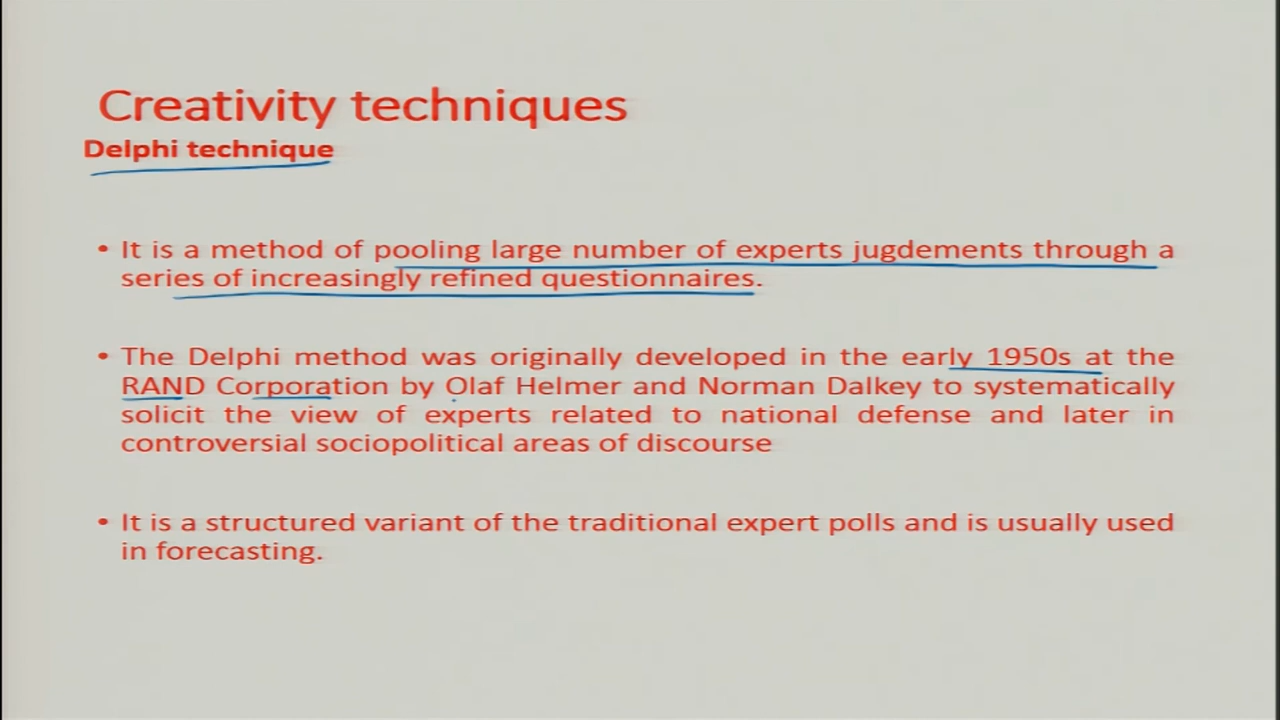 Creativity techniques
Delphi technique
• It is a method of pooling large number of experts jugdements through a
series of increasingly refined questionnaires.
• The Delphi method was originally developed in the early 1950s at the
RAND Corporation by Olaf Helmer and Norman Dalkey to systematically
solicit the view of experts related to national defense and later in
controversial sociopolitical areas of discourse
• It is a structured variant of the traditional expert polls and is usually used
in forecasting.